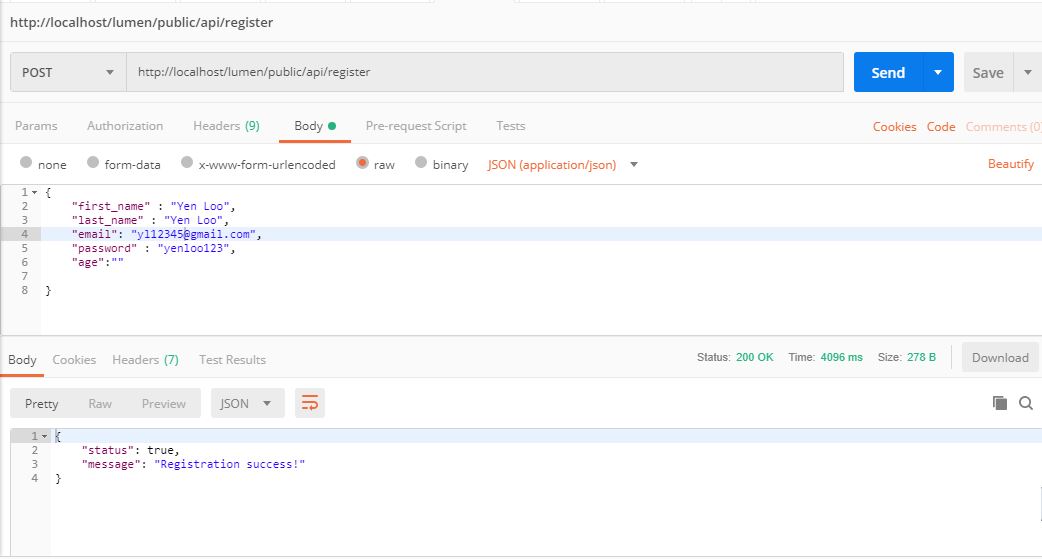 http://localhost/lumen/public/api/register
POST http://localhost/lumen/public/api/register Send Save
Params Authorization Headers (9) Body Pre-request Script Tests Cookies Code Comments (0)
none form-data x-www-form-urlencoded raw binary JSON (application/json) Beautify
1 {
2 "first_name" : "Yen Loo",
3 "last_name" : "Yen Loo",
4 "email": "yl12345@gmail.com",
5 "password" : "yenloo123",
6 "age":""
7
8 }
Body Cookies Headers (7) Test Results Status: 200 OK Time: 4096 ms Size: 278 B Download
Pretty Raw Preview JSON
1 {
2 "status": true,
3 "message": "Registration success!"
4 }